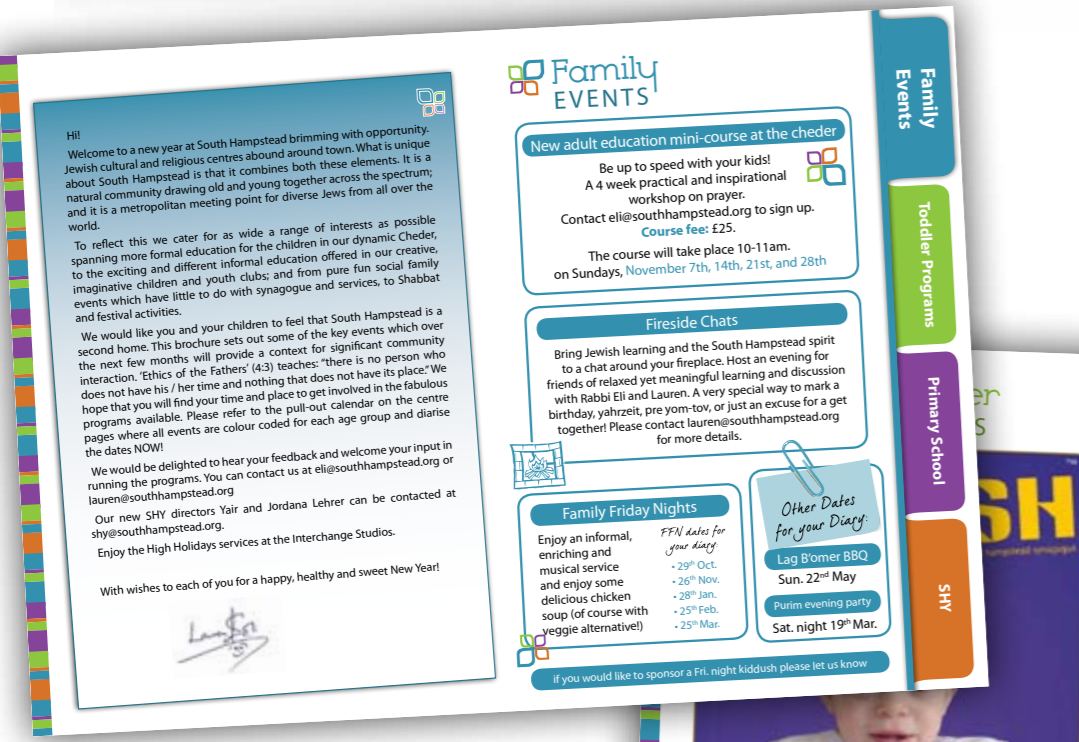 Hi!
Welcome to a new year at South Hampstead brimming with opportunity.
Jewish cultural and religious centres abound around town. What is unique
about South Hampstead is that it combines both these elements. It is a
natural community drawing old and young together across the spectrum;
and it is a metropolitan meeting point for diverse Jews from all over the
world.
To reflect this we cater for as wide a range of interests as possible
spanning more formal education for the children in our dynamic Cheder,
to the exciting and different informal education offered in our creative,
imaginative children and youth clubs; and from pure fun social family
events which have little to do with synagogue and services, to Shabbat
and festival activities.
We would like you and your children to feel that South Hampstead is a
second home. This brochure sets out some of the key events which over
the next few months will provide a context for significant community
interaction. 'Ethics of the Fathers' (4:3) teaches: "there is no person who
does not have his / her time and nothing that does not have its place." We
hope that you will find your time and place to get involved in the fabulous
programs available. Please refer to the pull-out calendar on the centre
pages where all events are colour coded for each age group and diarise
the dates NOW!
We would be delighted to hear your feedback and welcome your input in
running the programs. You can contact us at eli@southhampstead.org or
lauren@southhampstead.org
Our new SHY directors Yair and Jordana Lehrer can be contacted at
shy@southhampstead.org.
Enjoy the High Holidays services at the Interchange Studios.
With wishes to each of you for a happy, healthy and sweet New Year!
Family
EVENTS
New adult education mini-course at the cheder
Be up to speed with your kids!
A 4 week practical and inspirational
workshop on prayer.
Contact eli@southhampstead.org to sign up.
Course fee: £25.
The course will take place 10-11am.
on Sundays, November 7th, 14th, 21st, and 28th
Fireside Chats
Bring Jewish learning and the South Hampstead spirit
to a chat around your fireplace. Host an evening for
friends of relaxed yet meaningful learning and discussion
with Rabbi Eli and Lauren. A very special way to mark a
birthday, yahrzeit, pre yom-tov, or just an excuse for a get
together! Please contact lauren@southhampstead.org
for more details.
Family Friday Nights
Enjoy an informal,
enriching and
musical service
and enjoy some
delicious chicken
soup (of course with
veggie alternative!)
FFN dates for
your diary:
• 29th Oct.
• 26th Nov.
• 28th Jan.
• 25th Feb.
• 25th Mar.
Other Dates
for your Diary:
Lag B'omer BBQ
Sun. 22nd May
Purim evening party
Sat. night 19th Mar.
if you would like to sponsor a Fri. night kiddush please let us know
Family
Events
Toddler Programs
Primary School
SHY
er
s
SH